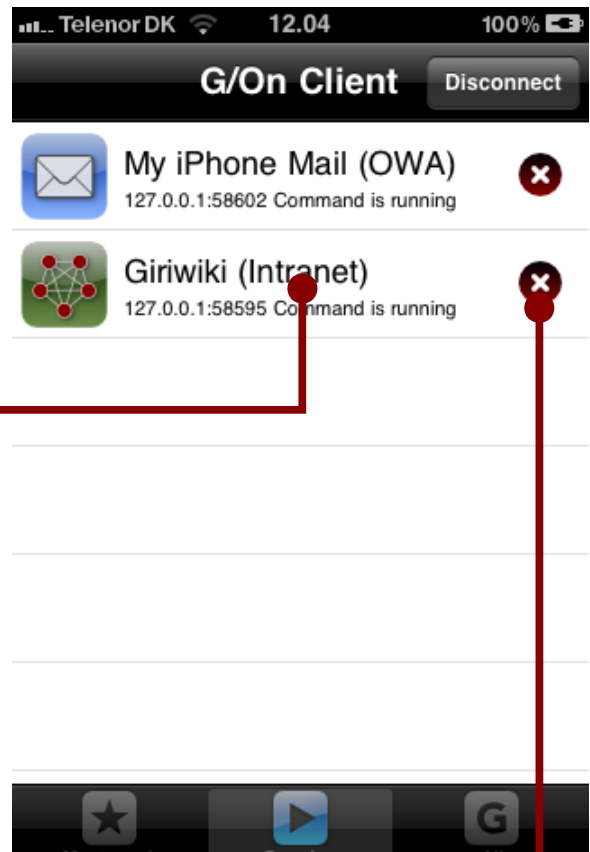 Telenor DK 12.04 100%
G/On Client Disconnect
My iPhone Mail (OWA)
127.0.0.1:58602 Command is running
Giriwiki (Intranet)
127.0.0.1:58595 Command is running
G